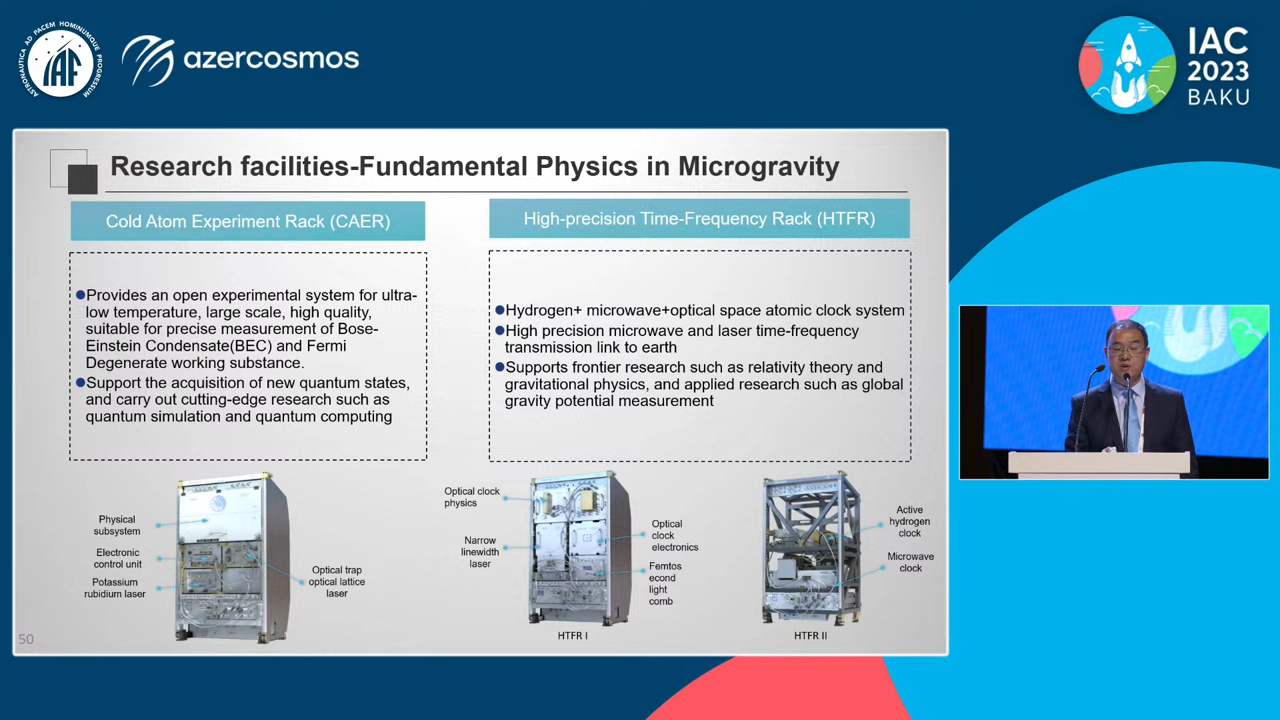 ASTRONAUTICA AD PACEM HOMINUMQUE PROGRESSUM
IAF
azercosmos
IAC
2023
BAKU
Research facilities-Fundamental Physics in Microgravity
Cold Atom Experiment Rack (CAER)
●Provides an open experimental system for ultra-
low temperature, large scale, high quality,
suitable for precise measurement of Bose-
Einstein Condensate(BEC) and Fermi
Degenerate working substance.
●Support the acquisition of new quantum states,
and carry out cutting-edge research such as
quantum simulation and quantum computing
High-precision Time-Frequency Rack (HTFR)
●Hydrogen+ microwave+optical space atomic clock system
●High precision microwave and laser time-frequency
transmission link to earth
●Supports frontier research such as relativity theory and
gravitational physics, and applied research such as global
gravity potential measurement
Physical
subsystem
Electronic
control unit
Potassium
rubidium laser
Optical trap
optical lattice
laser
Optical clock
physics
Narrow
linewidth
laser
Optical
clock
electronics
Femtos
econd
light
comb
HTFR I
Active
hydrogen
clock
Microwave
clock
HTFR II
50